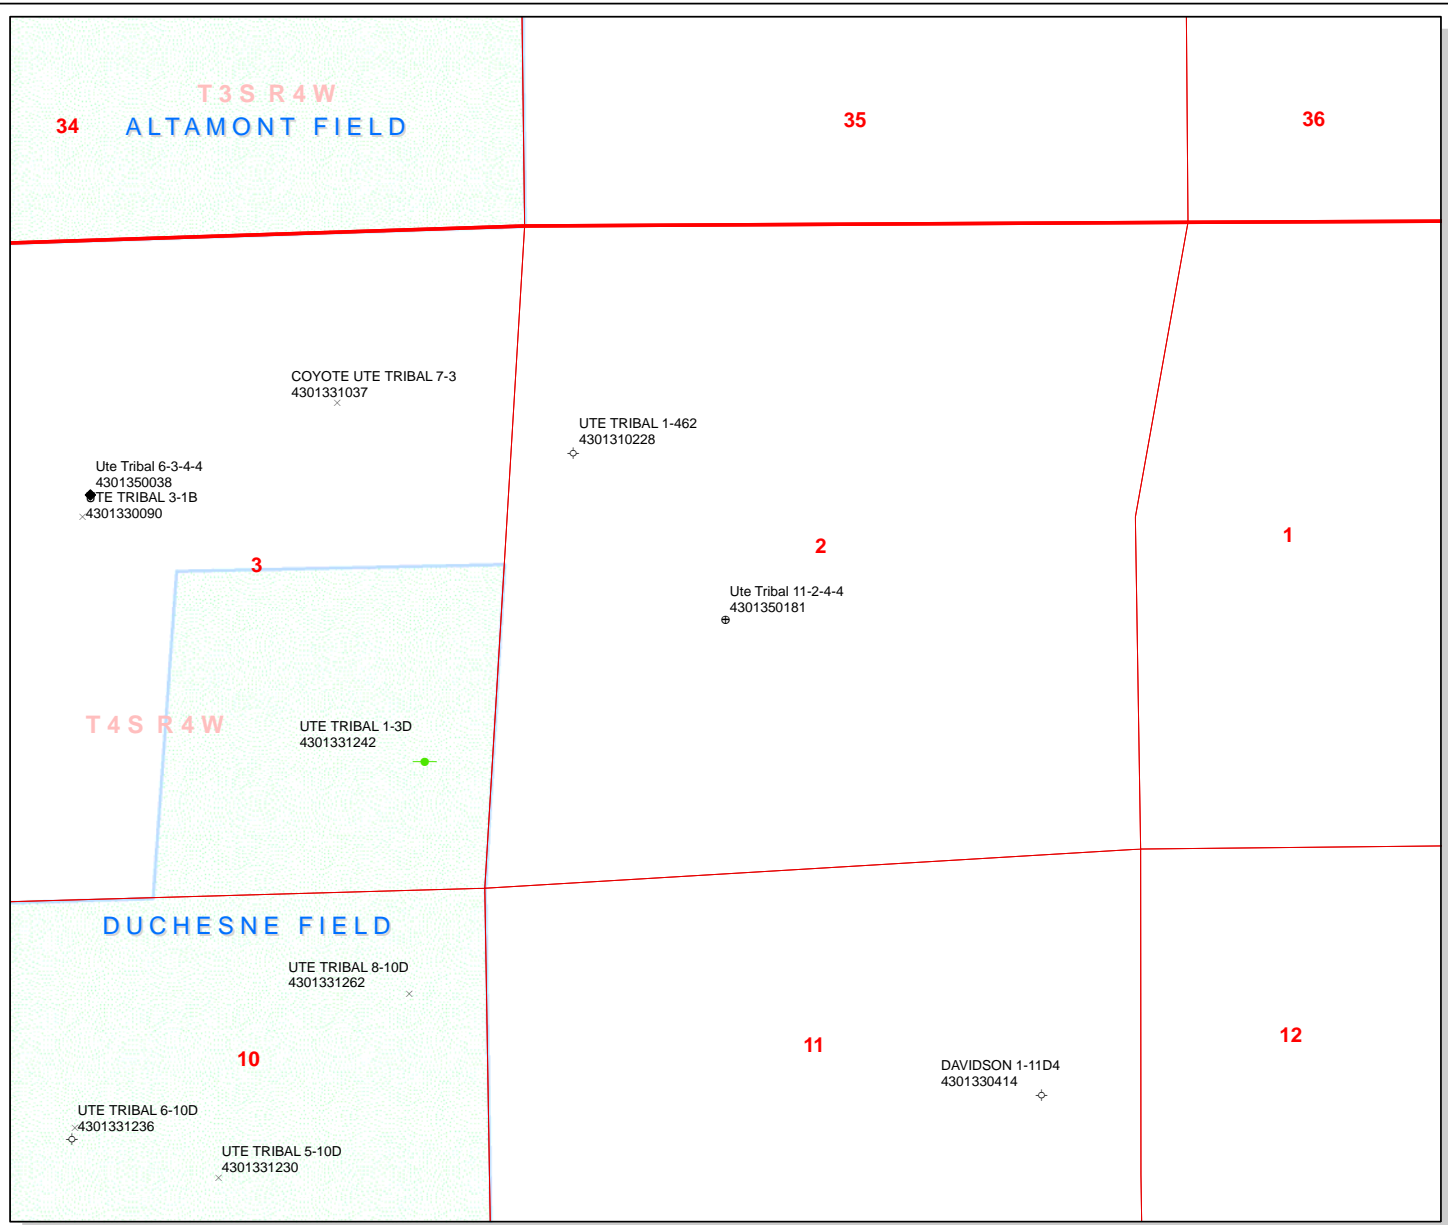 T3S R4W
34
ALTAMONT FIELD
35
36
COYOTE UTE TRIBAL 7-3
4301331037
UTE TRIBAL 1-462
4301310228
Ute Tribal 6-3-4-4
4301350038
UTE TRIBAL 3-1B
4301330090
3
2
1
Ute Tribal 11-2-4-4
4301350181
T4S R4W
UTE TRIBAL 1-3D
4301331242
DUCHESNE FIELD
UTE TRIBAL 8-10D
4301331262
10
11
12
DAVIDSON 1-11D4
4301330414
UTE TRIBAL 6-10D
4301331236
UTE TRIBAL 5-10D
4301331230